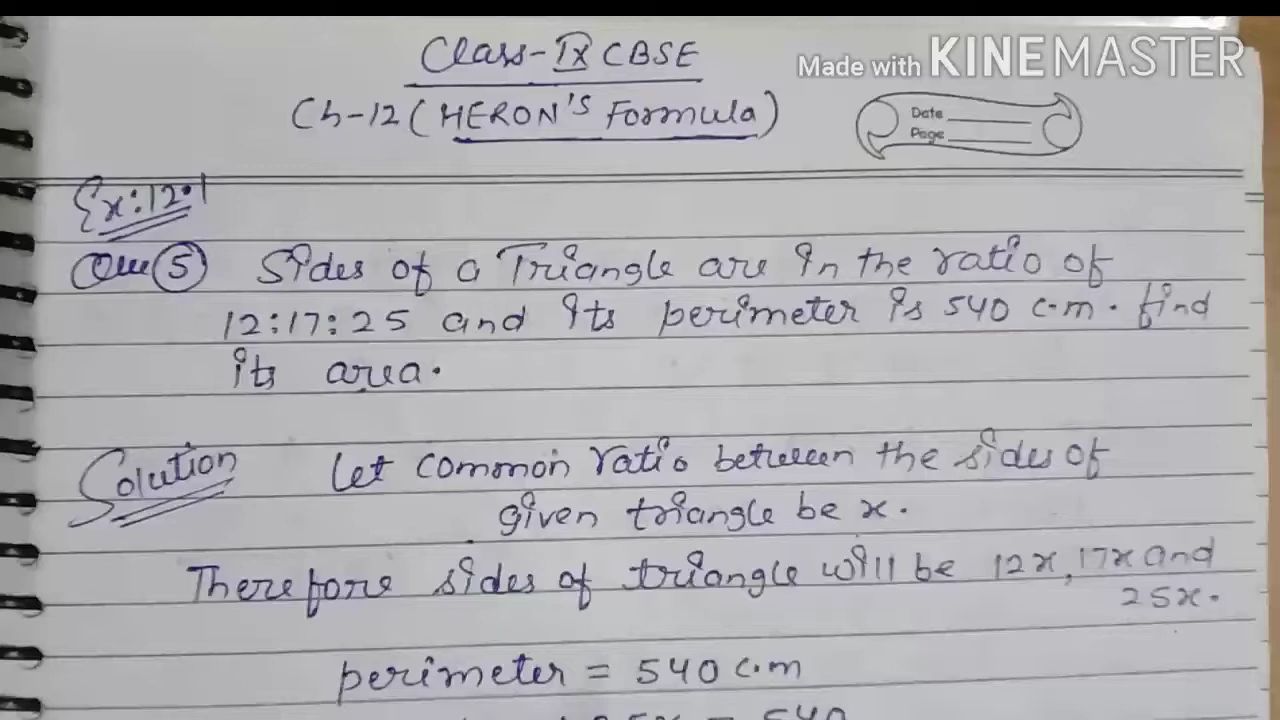 Class-IX CBSE
Made with KINEMASTER
Ch-12 (HERON'S Formula)
Date
Page
Ex:12.1
Que 5 Sides of a Triangle are in the ratio of
12:17:25 and its perimeter is 540 c.m. find
its area.
Solution Let common ratio between the sides of
given triangle be x.
Therefore sides of triangle will be 12x, 17x and
25x.
perimeter = 540 c.m
25x = 540